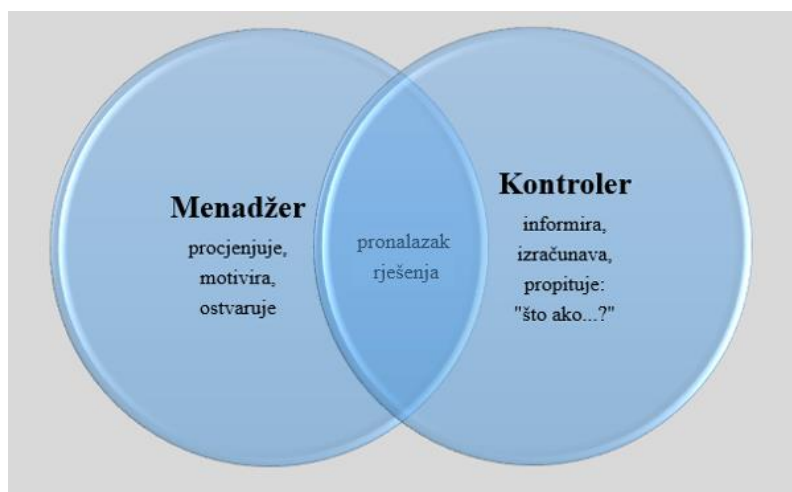 Menadžer
procjenjuje,
motivira,
ostvaruje
pronalazak
rješenja
Kontroler
informira,
izračunava,
propituje:
"što ako...?"